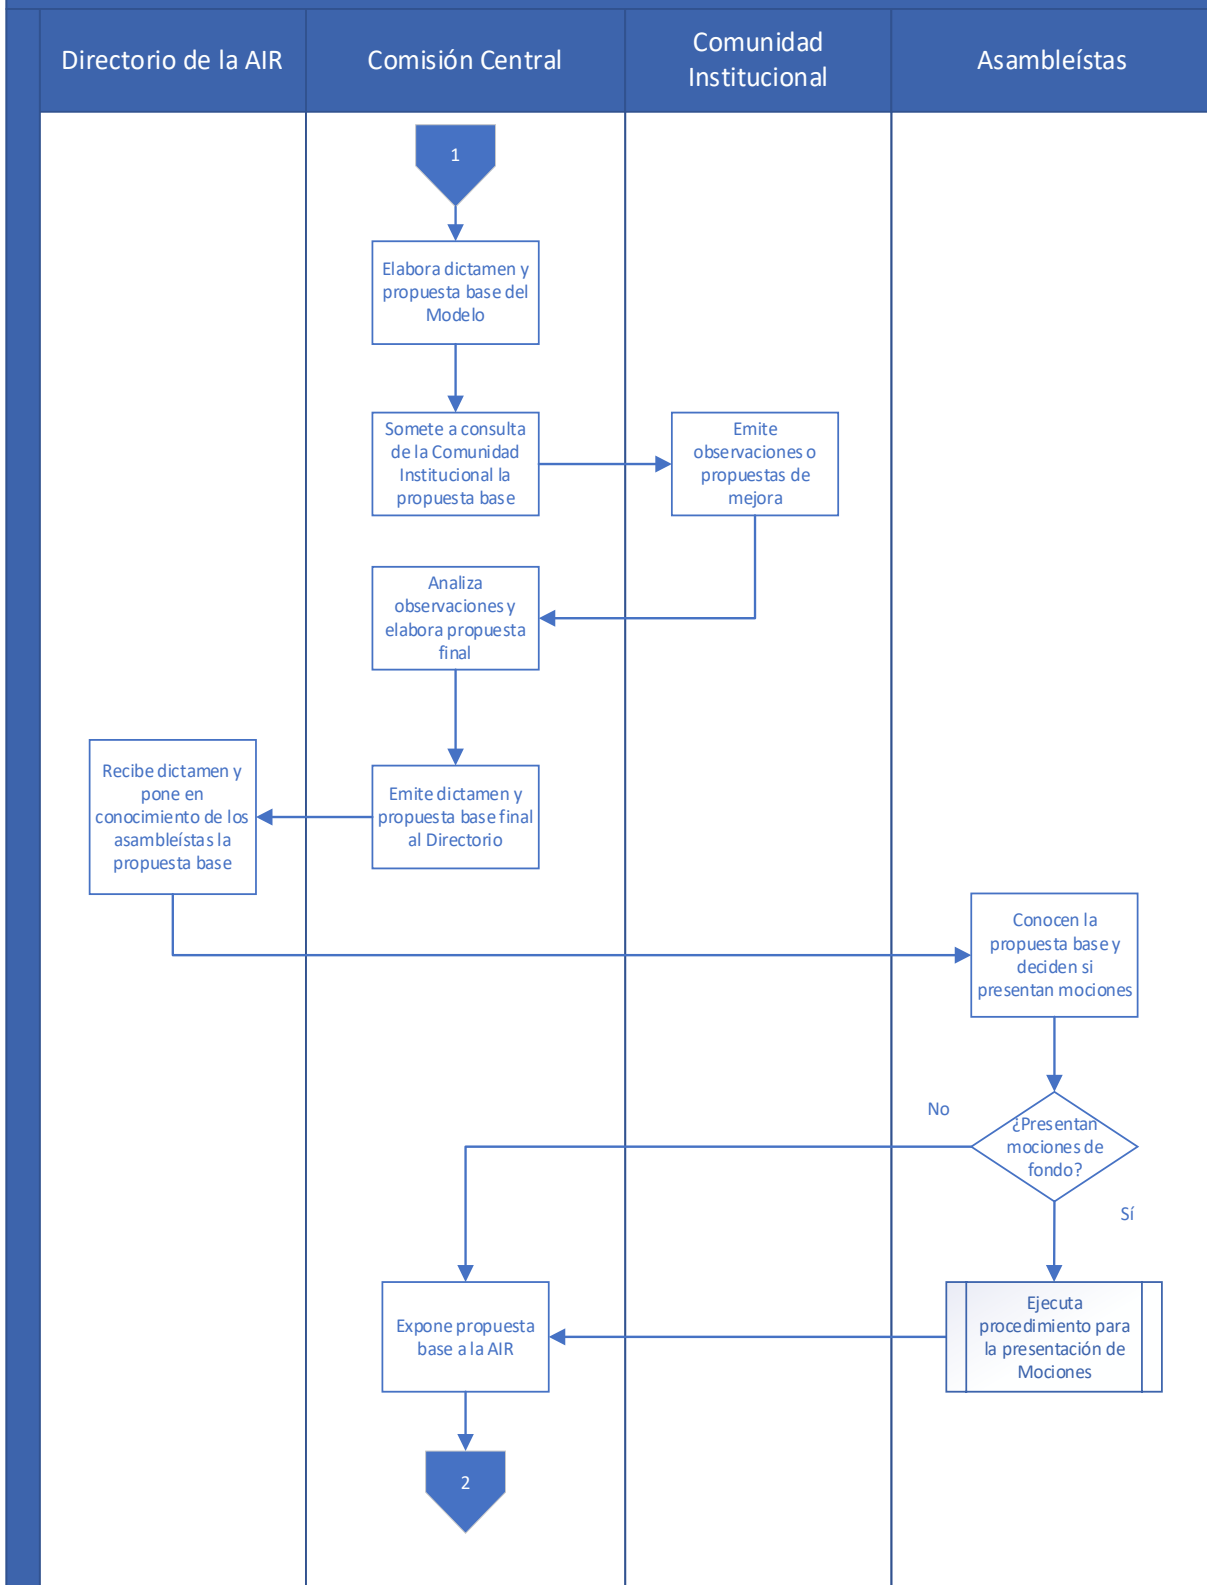 Directorio de la AIR
Comisión Central
Comunidad
Institucional
Asambleístas
1
Elabora dictamen y
propuesta base del
Modelo
Somete a consulta
de la Comunidad
Institucional la
propuesta base
Emite
observaciones o
propuestas de
mejora
Analiza
observaciones y
elabora propuesta
final
Recibe dictamen y
pone en
conocimiento de los
asambleístas la
propuesta base
Emite dictamen y
propuesta base final
al Directorio
Conocen la
propuesta base y
deciden si
presentan mociones
No
¿Presentan
mociones de
fondo?
Sí
Expone propuesta
base a la AIR
Ejecuta
procedimiento para
la presentación de
Mociones
2